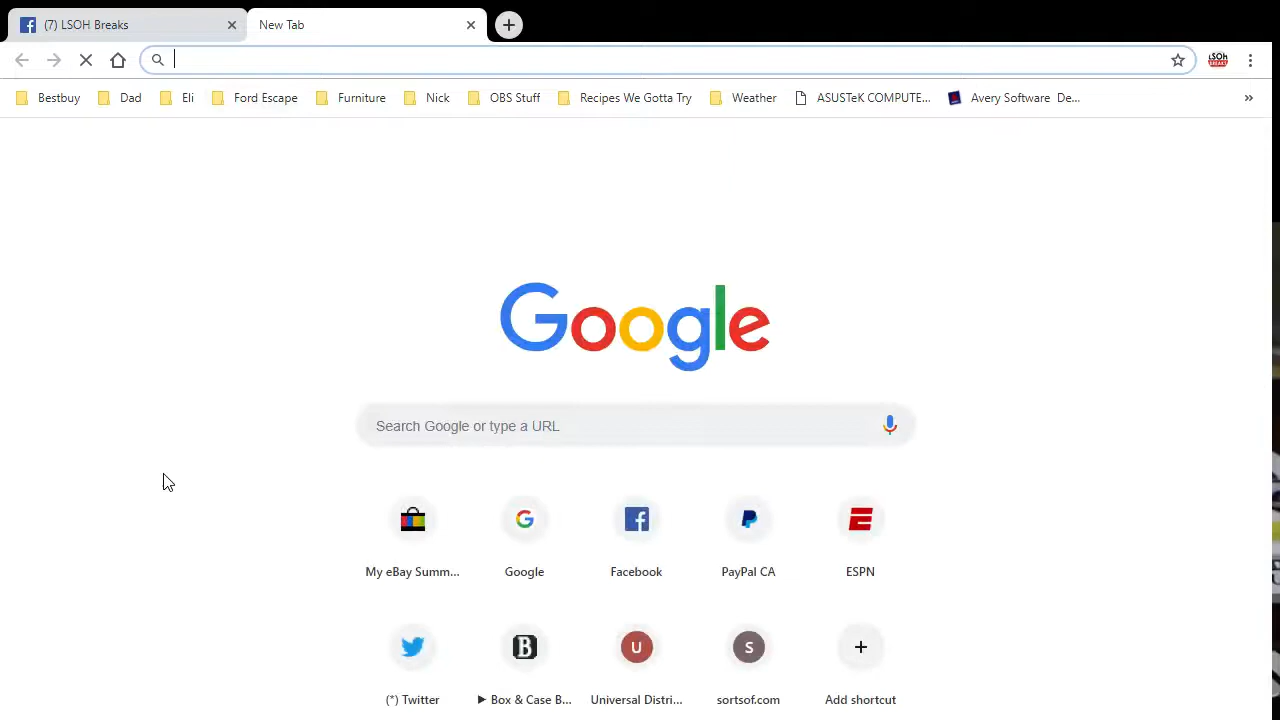 (7) LSOH Breaks
New Tab
LSOH BREAKS
Bestbuy
Dad
Eli
Ford Escape
Furniture
Nick
OBS Stuff
Recipes We Gotta Try
Weather
ASUSTeK COMPUTE...
Avery Software De...
Google
Search Google or type a URL
My eBay Summ...
Google
Facebook
PayPal CA
ESPN
(*) Twitter
▶ Box & Case B...
Universal Distri...
sortsof.com
Add shortcut
B
U
S